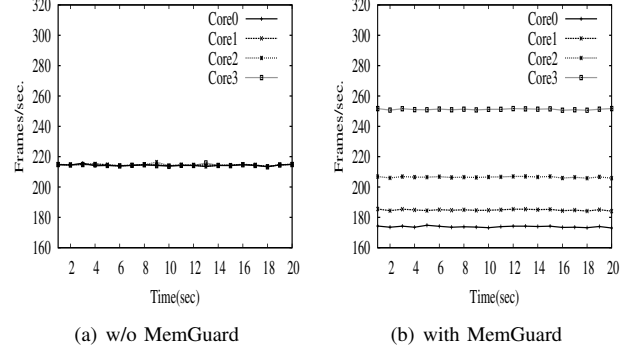 320
300
280
260
240
220
200
180
160
Frames/sec.
Core0
Core1
Core2
Core3
2 4 6 8 10 12 14 16 18 20
Time(sec)
(a) w/o MemGuard
320
300
280
260
240
220
200
180
160
Frames/sec.
Core0
Core1
Core2
Core3
2 4 6 8 10 12 14 16 18 20
Time(sec)
(b) with MemGuard